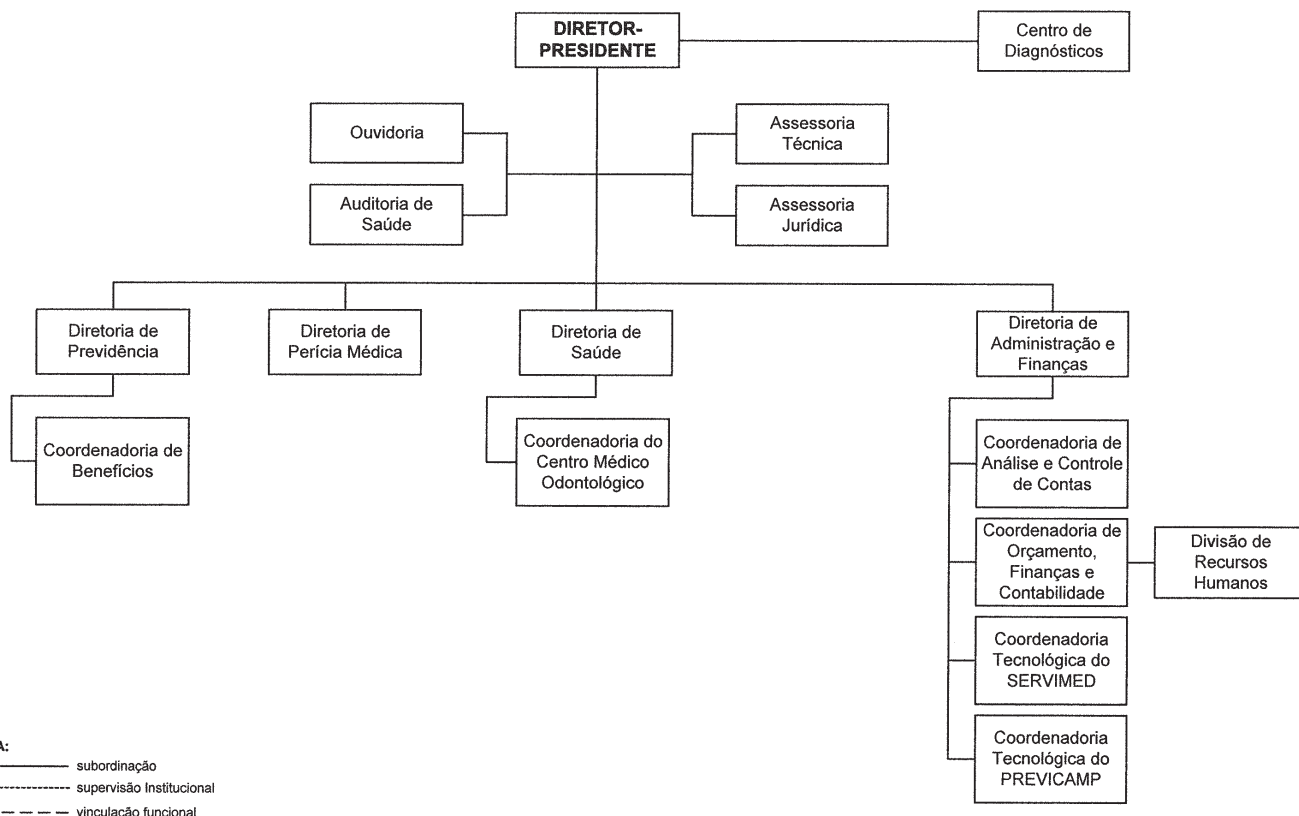 DIRETOR-
PRESIDENTE
Centro de
Diagnósticos
Ouvidoria
Assessoria
Técnica
Auditoria de
Saúde
Assessoria
Jurídica
Diretoria de
Previdência
Diretoria de
Perícia Médica
Diretoria de
Saúde
Diretoria de
Administração e
Finanças
Coordenadoria de
Benefícios
Coordenadoria do
Centro Médico
Odontológico
Coordenadoria de
Análise e Controle
de Contas
Coordenadoria de
Orçamento,
Finanças e
Contabilidade
Divisão de
Recursos
Humanos
Coordenadoria
Tecnológica do
SERVIMED
Coordenadoria
Tecnológica do
PREVICAMP
A:
subordinação
supervisão Institucional
vinculação funcional